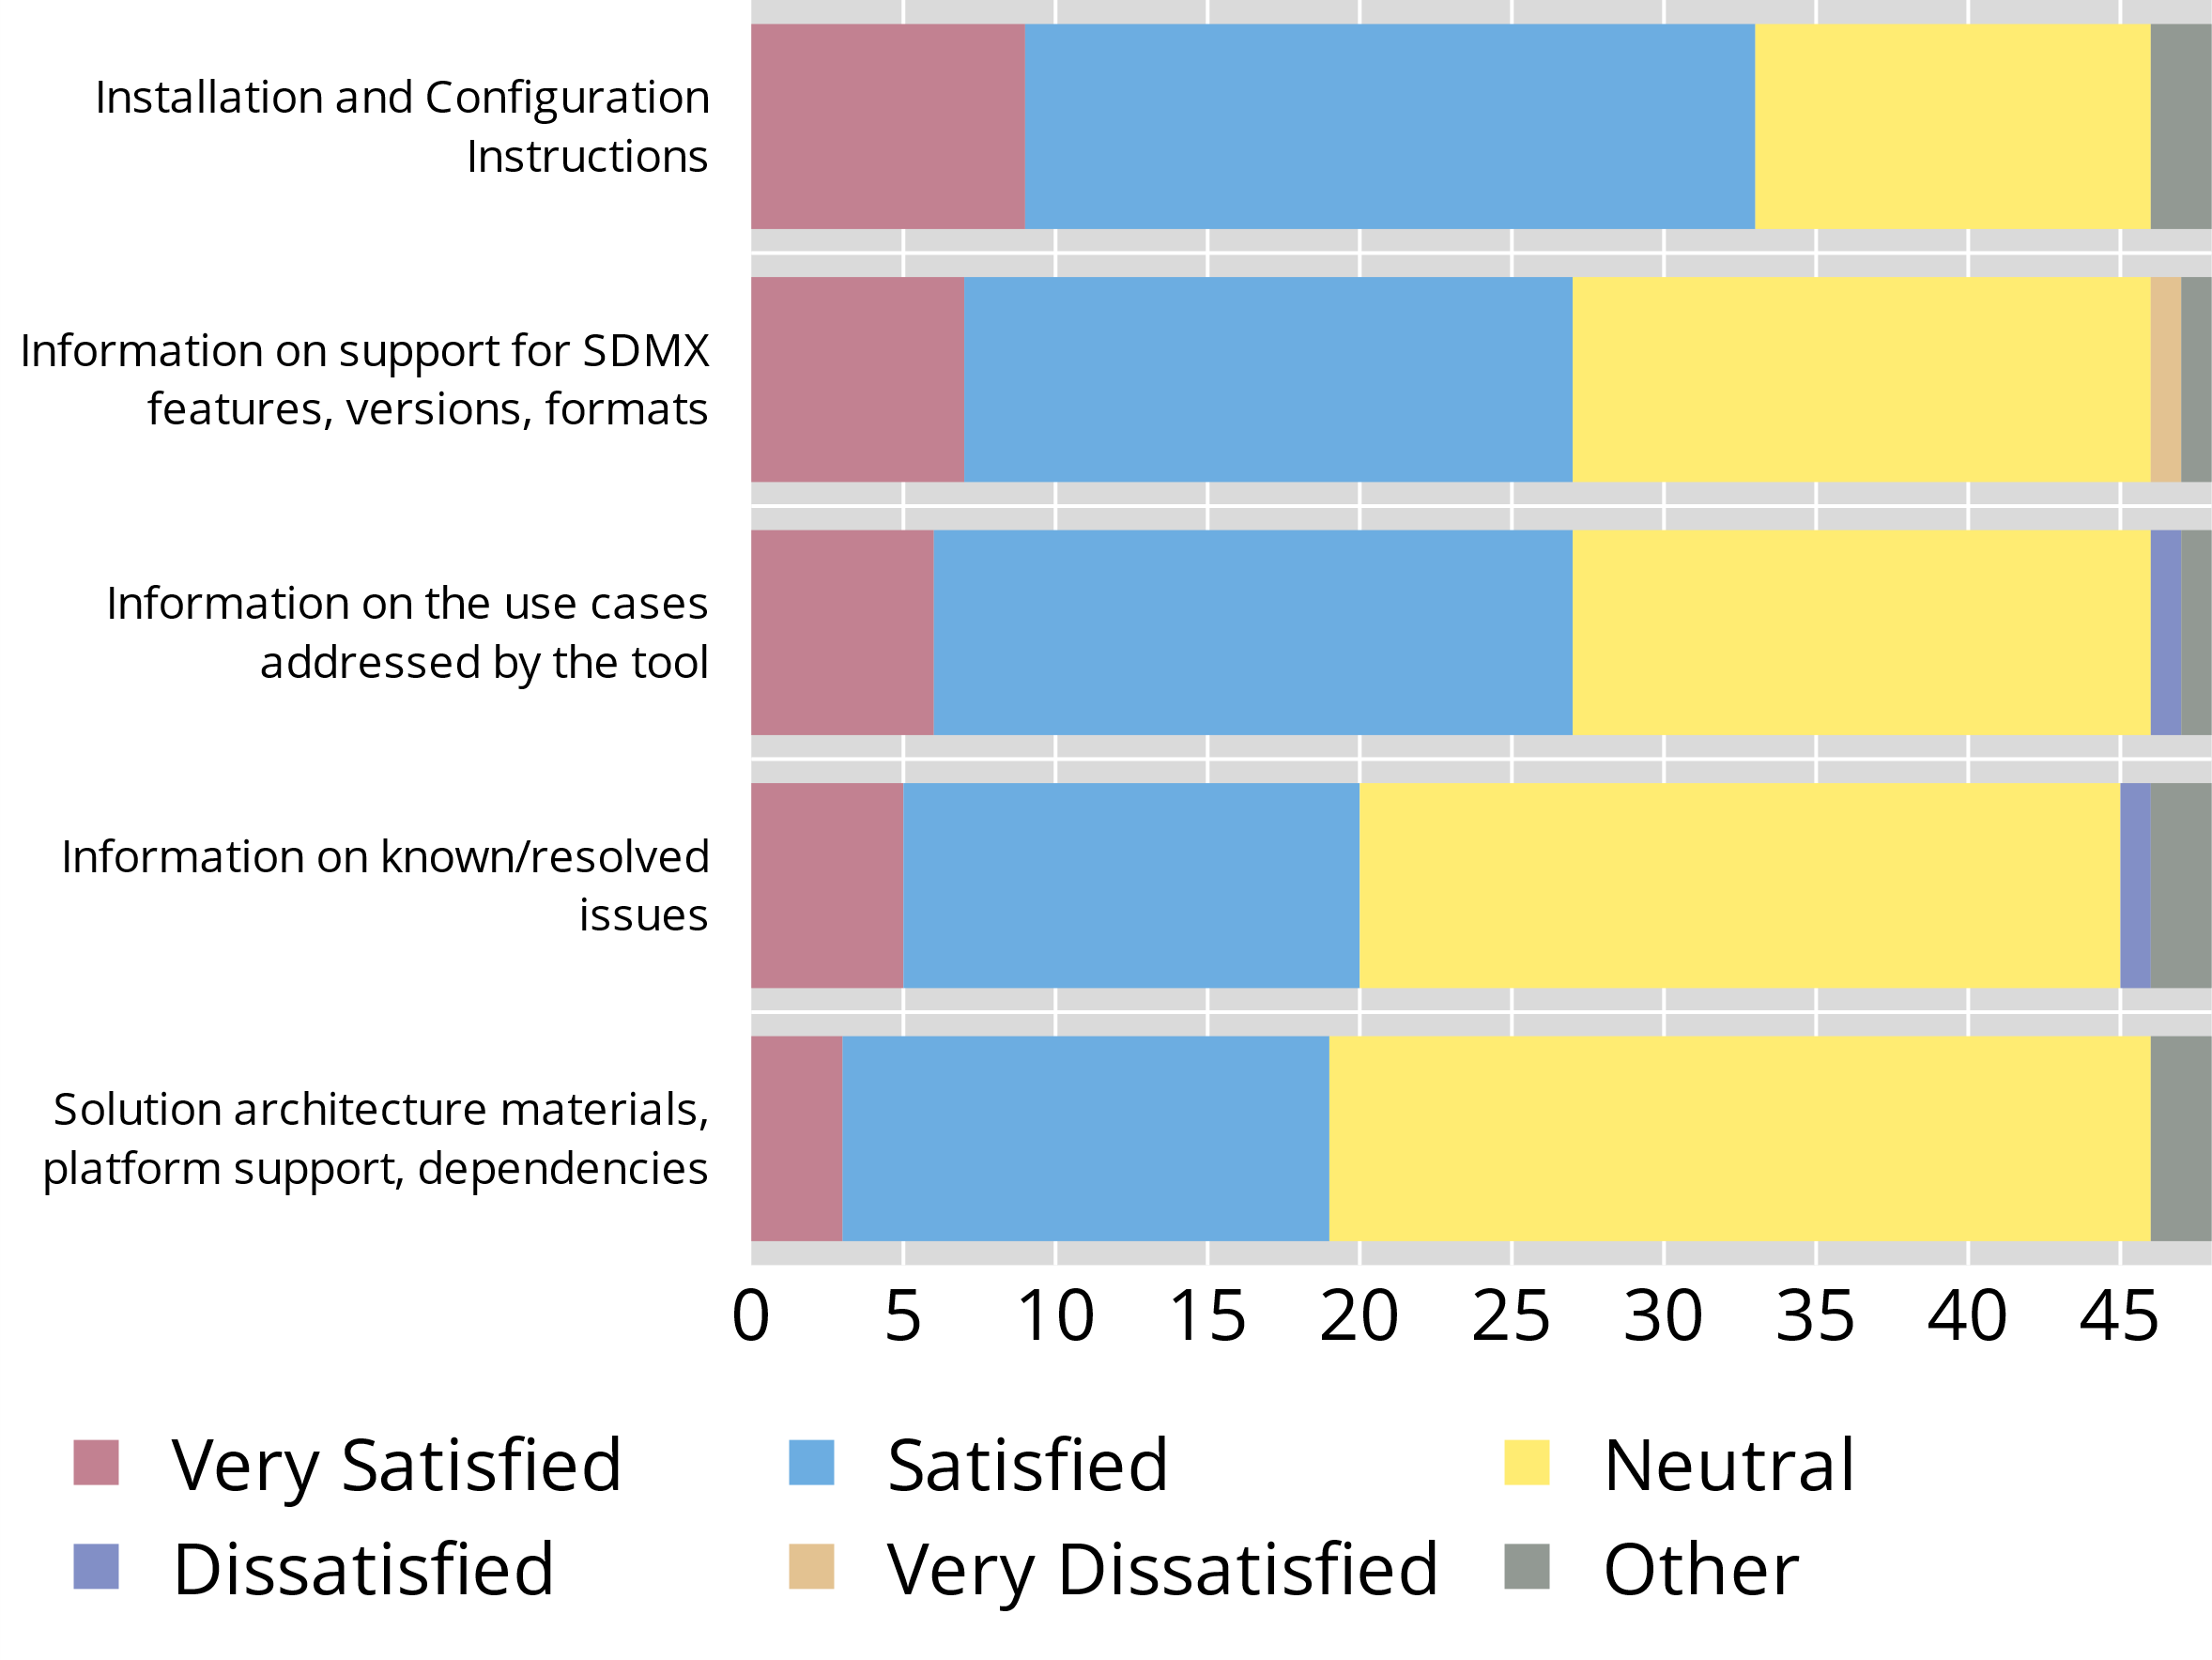 Installation and Configuration
Instructions
Information on support for SDMX
features, versions, formats
Information on the use cases
addressed by the tool
Information on known/resolved
issues
Solution architecture materials,
platform support, dependencies
0 5 10 15 20 25 30 35 40 45
Very Satisfied Satisfied Neutral
Dissatisfied Very Dissatisfied Other